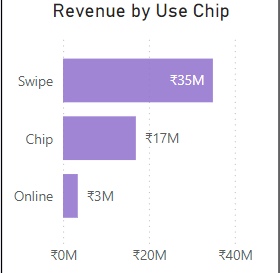 Revenue by Use Chip
Swipe ₹35M
Chip ₹17M
Online ₹3M
₹0M ₹20M ₹40M